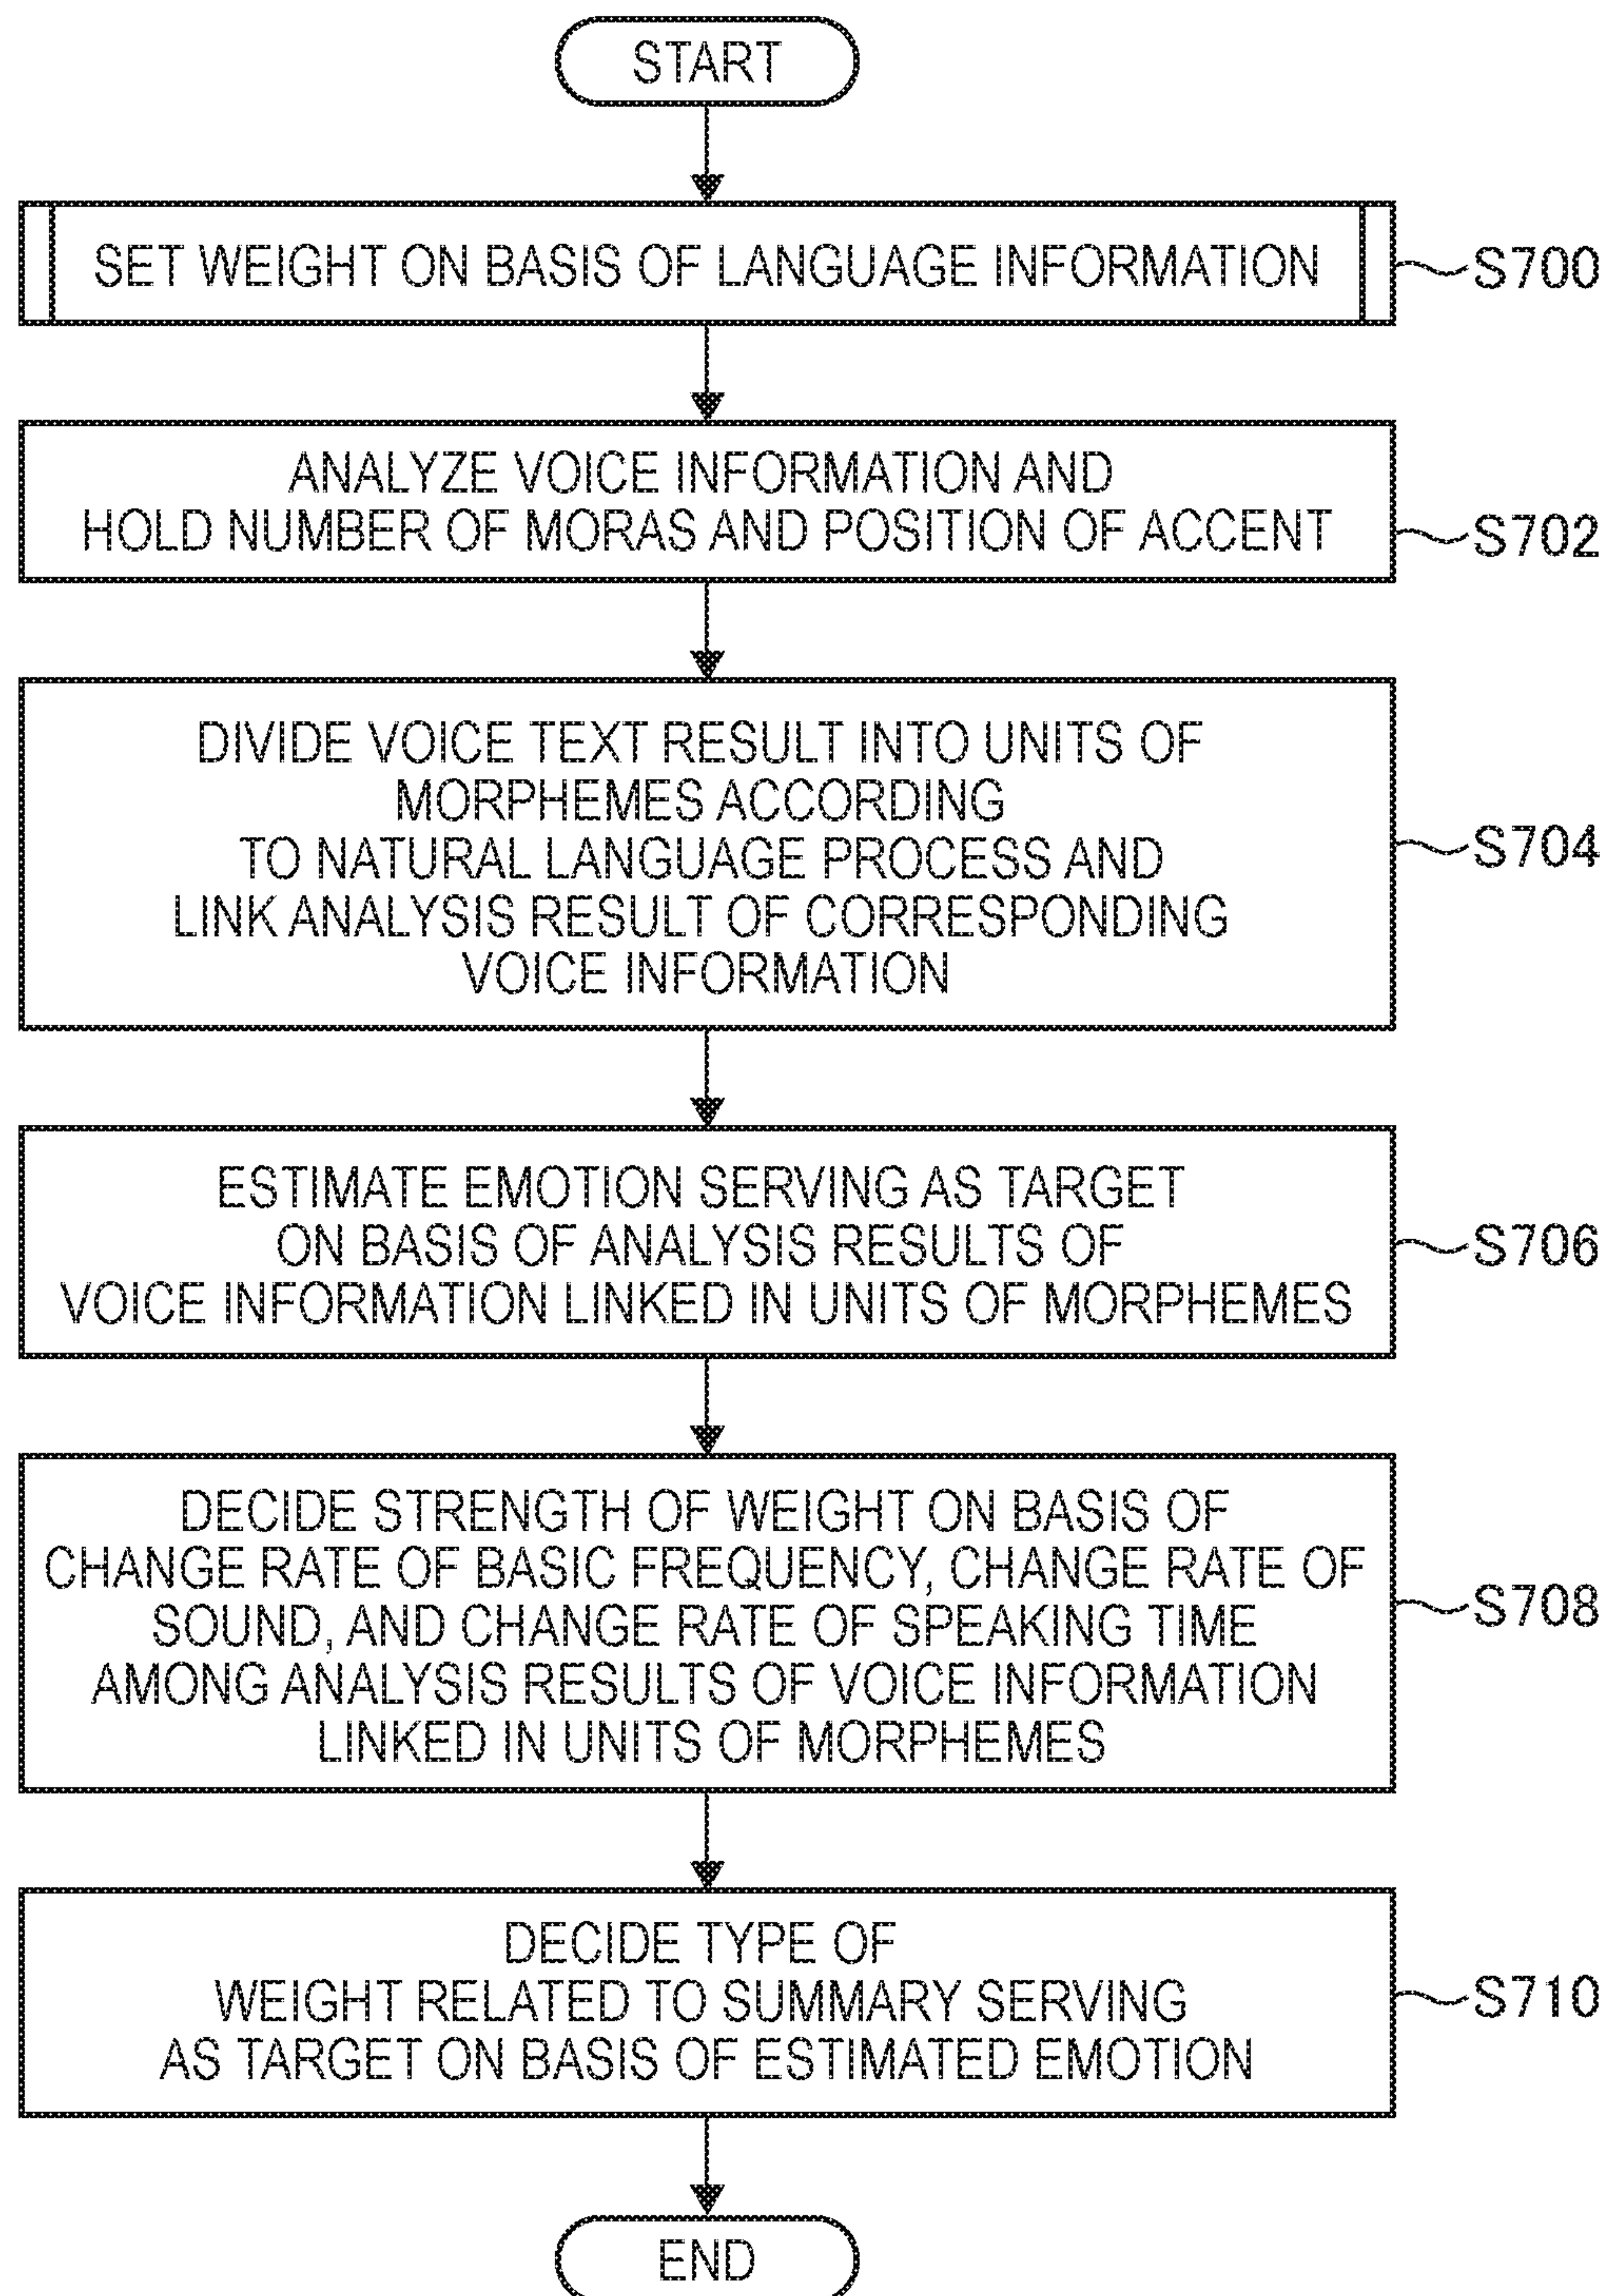 START
SET WEIGHT ON BASIS OF LANGUAGE INFORMATION
S700
ANALYZE VOICE INFORMATION AND
HOLD NUMBER OF MORAS AND POSITION OF ACCENT
S702
DIVIDE VOICE TEXT RESULT INTO UNITS OF
MORPHEMES ACCORDING
TO NATURAL LANGUAGE PROCESS AND
LINK ANALYSIS RESULT OF CORRESPONDING
VOICE INFORMATION
S704
ESTIMATE EMOTION SERVING AS TARGET
ON BASIS OF ANALYSIS RESULTS OF
VOICE INFORMATION LINKED IN UNITS OF MORPHEMES
S706
DECIDE STRENGTH OF WEIGHT ON BASIS OF
CHANGE RATE OF BASIC FREQUENCY, CHANGE RATE OF
SOUND, AND CHANGE RATE OF SPEAKING TIME
AMONG ANALYSIS RESULTS OF VOICE INFORMATION
LINKED IN UNITS OF MORPHEMES
S708
DECIDE TYPE OF
WEIGHT RELATED TO SUMMARY SERVING
AS TARGET ON BASIS OF ESTIMATED EMOTION
S710
END